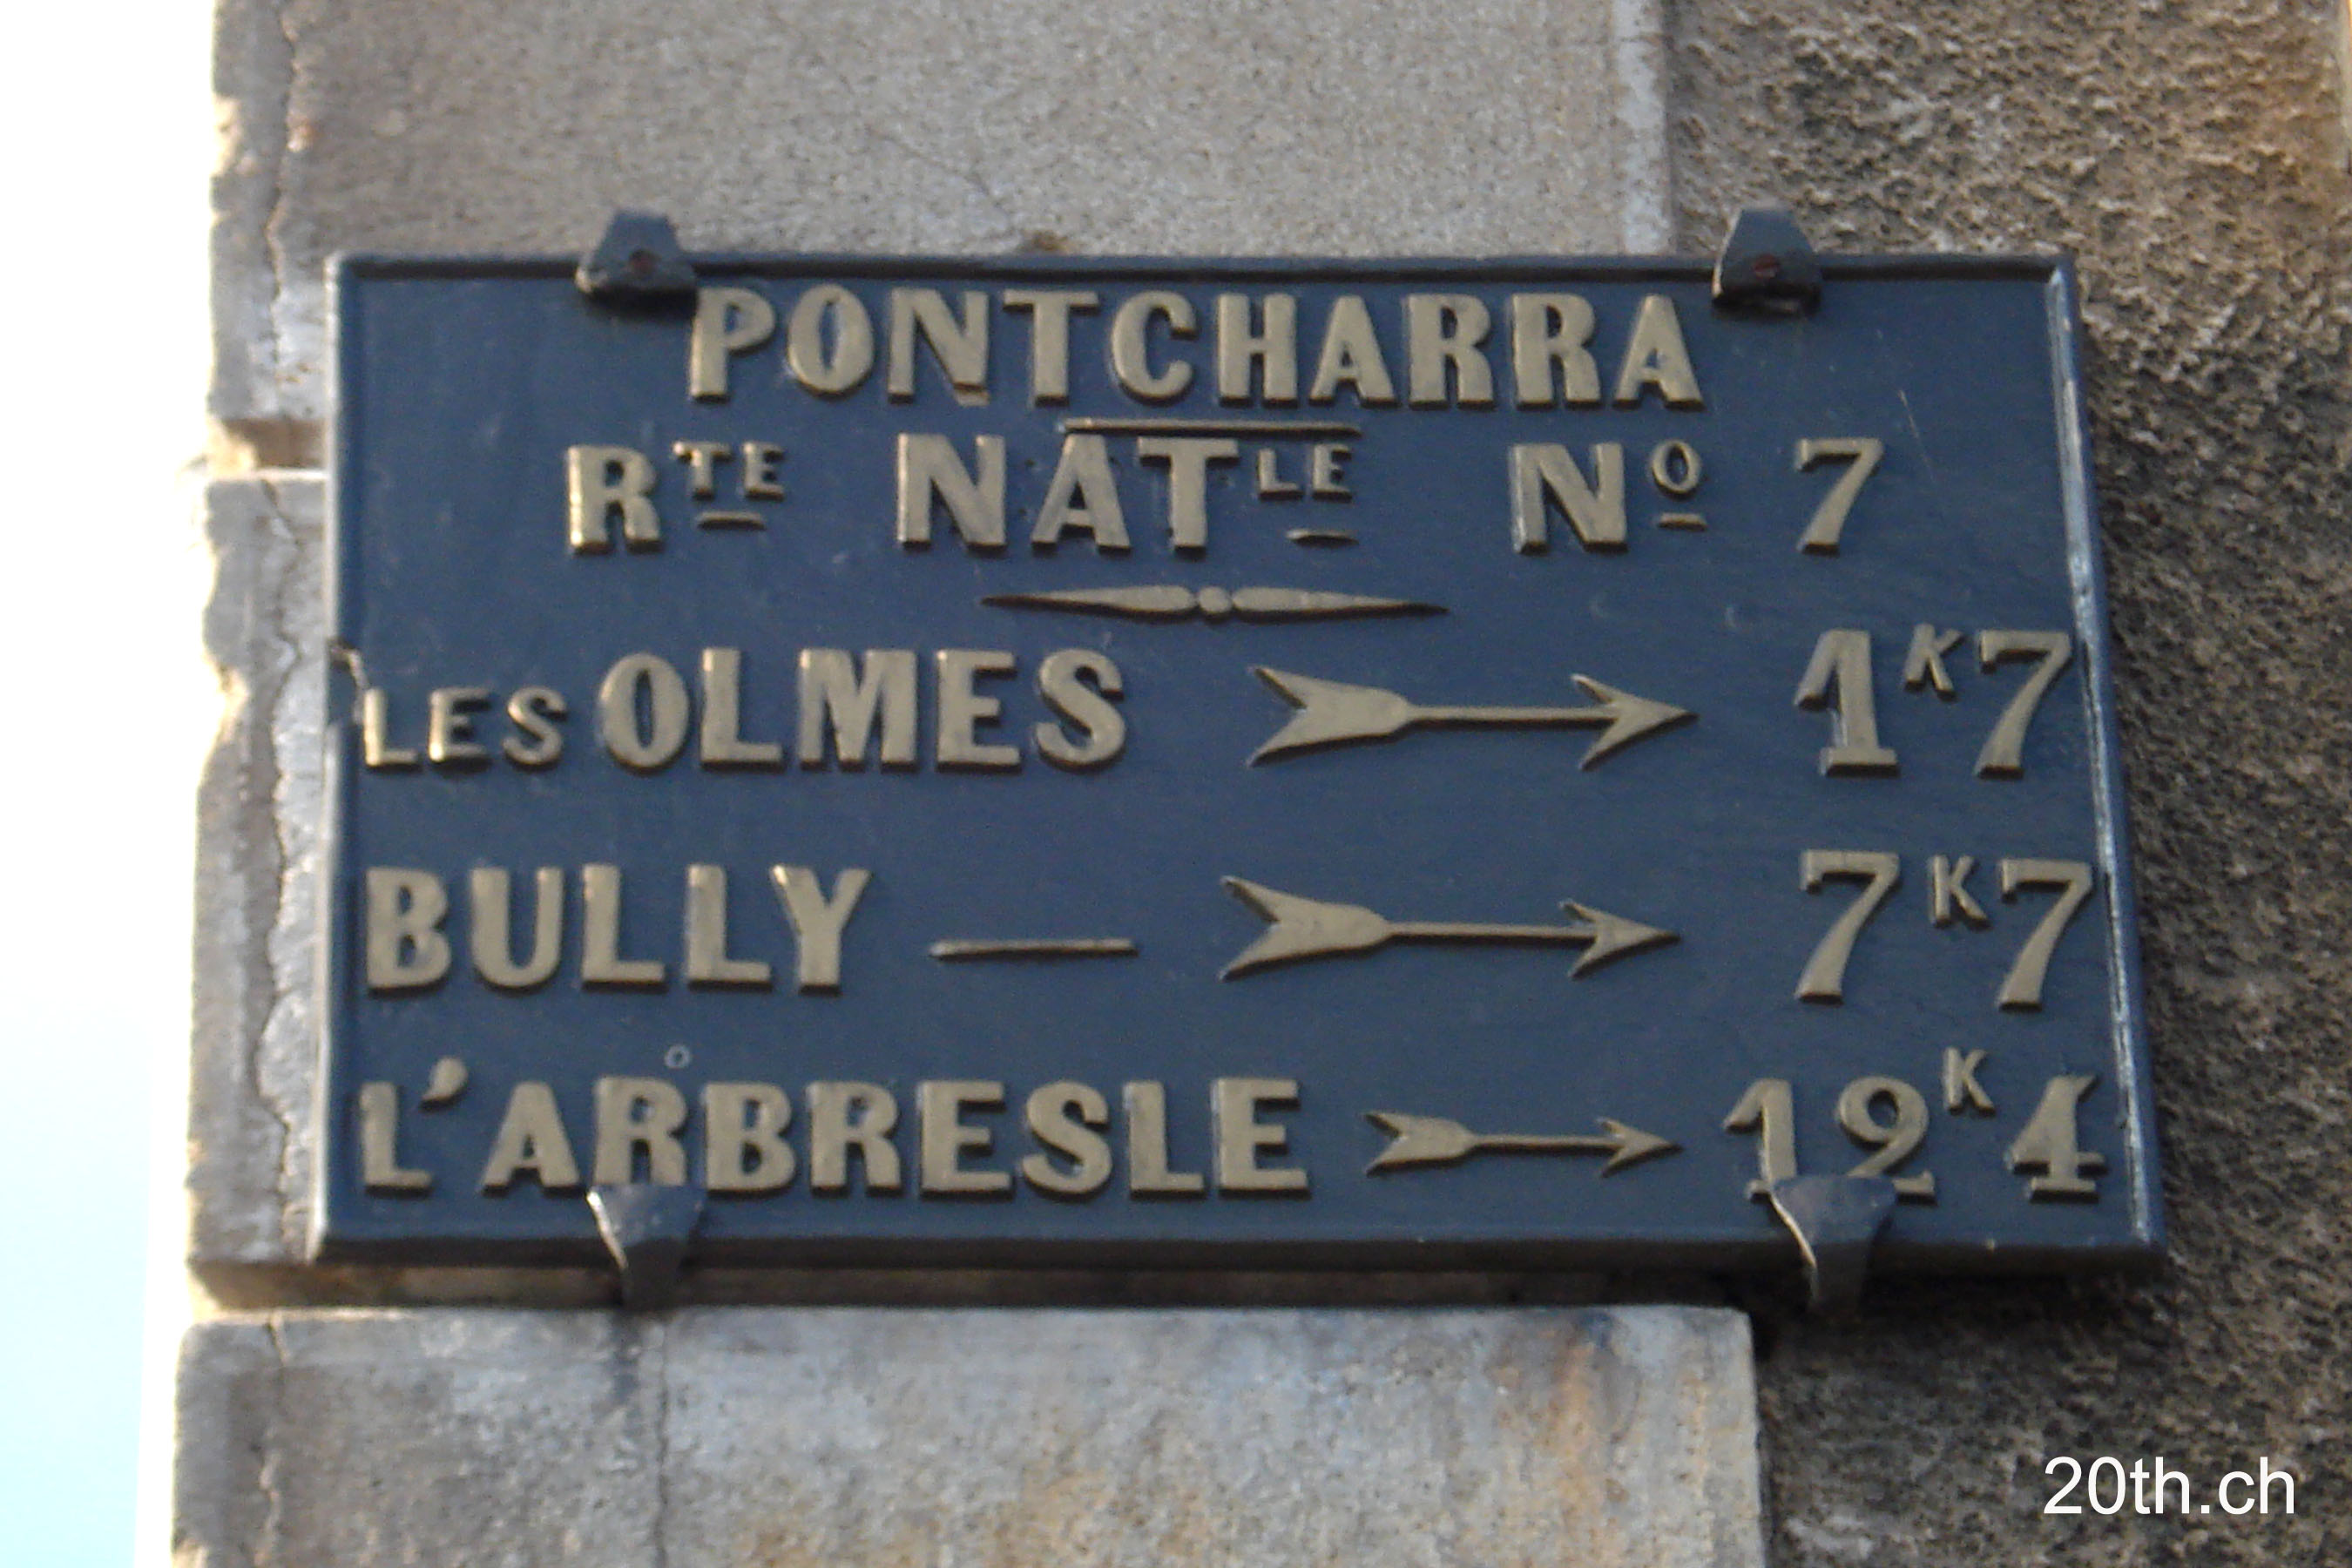 PONTCHARRA
RTE NATLE NO 7
LES OLMES 1K7
BULLY — 7K7
L'ARBRESLE 12K4
20th.ch